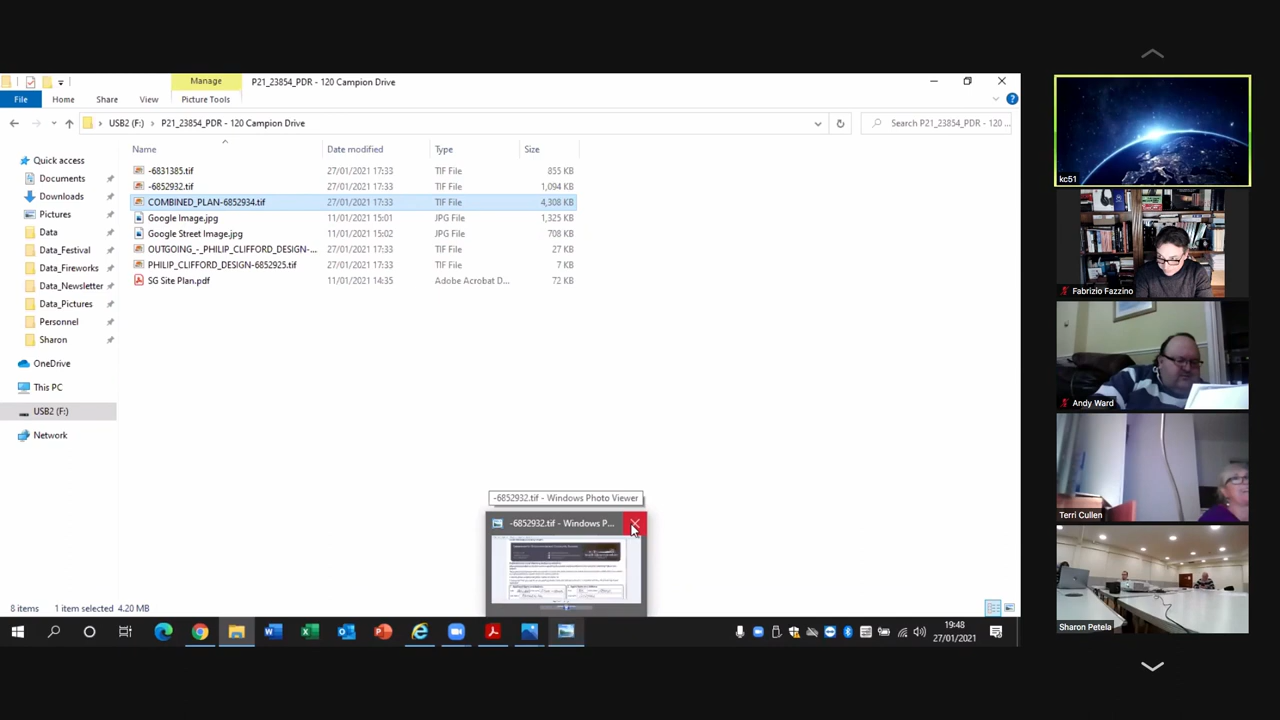 Manage
P21_23854_PDR - 120 Campion Drive
File
Home
Share
View
Picture Tools
USB2 (F:)
P21_23854_PDR - 120 Campion Drive
Search P21_23854_PDR - 120 ...
Name
Date modified
Type
Size
-6831385.tif
27/01/2021 17:33
TIF File
855 KB
-6852932.tif
27/01/2021 17:33
TIF File
1,094 KB
COMBINED_PLAN-6852934.tif
27/01/2021 17:33
TIF File
4,308 KB
Google Image.jpg
11/01/2021 15:01
JPG File
1,325 KB
Google Street Image.jpg
11/01/2021 15:02
JPG File
708 KB
OUTGOING_-_PHILIP_CLIFFORD_DESIGN-...
27/01/2021 17:33
TIF File
27 KB
PHILIP_CLIFFORD_DESIGN-6852925.tif
27/01/2021 17:33
TIF File
7 KB
SG Site Plan.pdf
11/01/2021 14:35
Adobe Acrobat D...
72 KB
Quick access
Documents
Downloads
Pictures
Data
Data_Festival
Data_Fireworks
Data_Newsletter
Data_Pictures
Personnel
Sharon
OneDrive
This PC
USB2 (F:)
Network
-6852932.tif - Windows Photo Viewer
-6852932.tif - Windows P...
8 items
1 item selected
4.20 MB
19:48
27/01/2021
kc51
Fabrizio Fazzino
Andy Ward
Terri Cullen
Sharon Petela